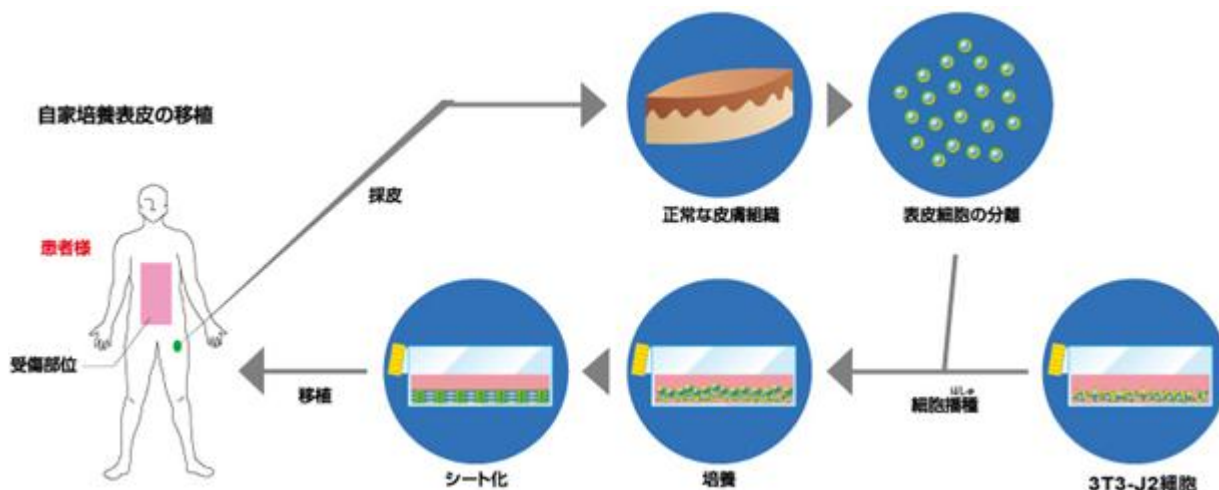 自家培養表皮の移植
採皮
正常な皮膚組織
表皮細胞の分離
患者様
受傷部位
移植
はしゅ
細胞播種
シート化
培養
3T3-J2細胞